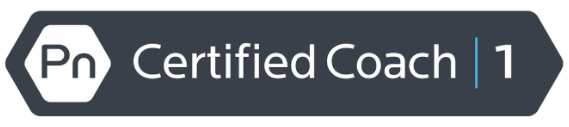 Pn Certified Coach | 1